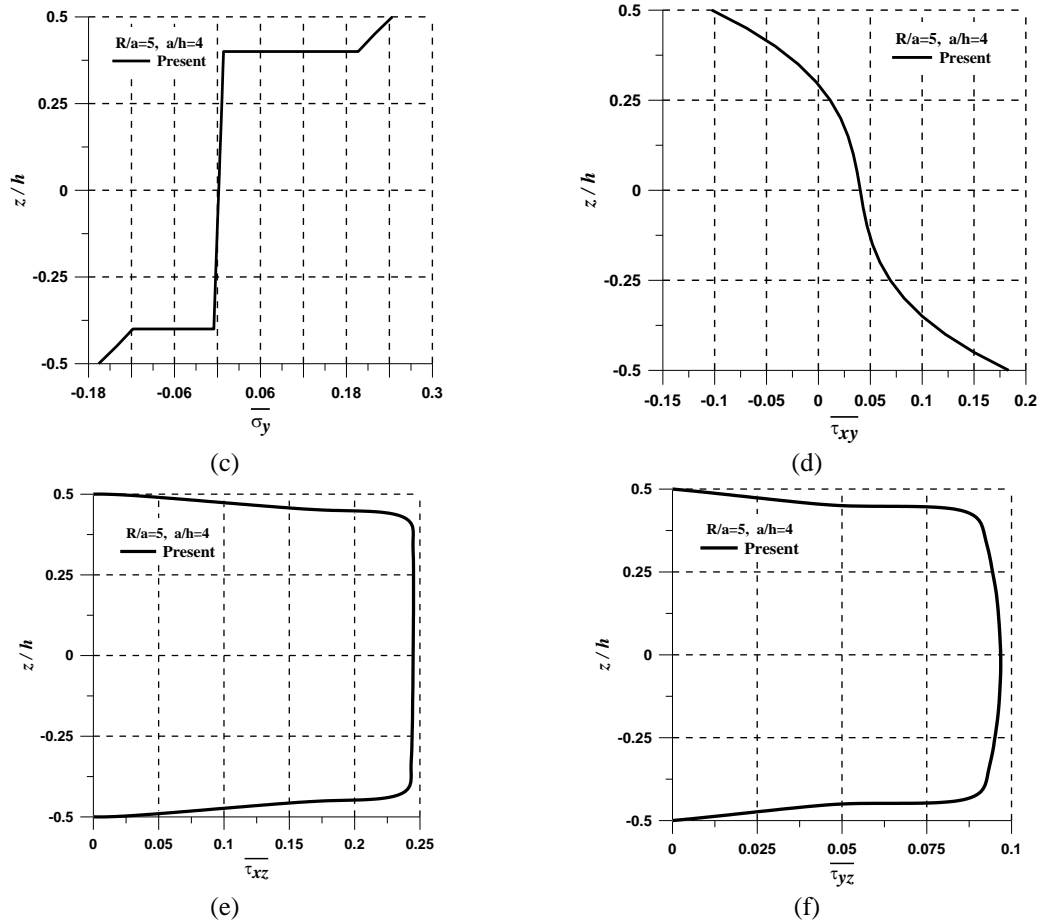 0.5
0.25
0
-0.25
-0.5
z / h
R/a=5, a/h=4
Present
-0.18 -0.06 0.06 0.18 0.3
σy
(c)
0.5
0.25
0
-0.25
-0.5
z / h
R/a=5, a/h=4
Present
-0.15 -0.1 -0.05 0 0.05 0.1 0.15 0.2
τxy
(d)
0.5
0.25
0
-0.25
-0.5
z / h
R/a=5, a/h=4
Present
0 0.05 0.1 0.15 0.2 0.25
τxz
(e)
0.5
0.25
0
-0.25
-0.5
z / h
R/a=5, a/h=4
Present
0 0.025 0.05 0.075 0.1
τyz
(f)